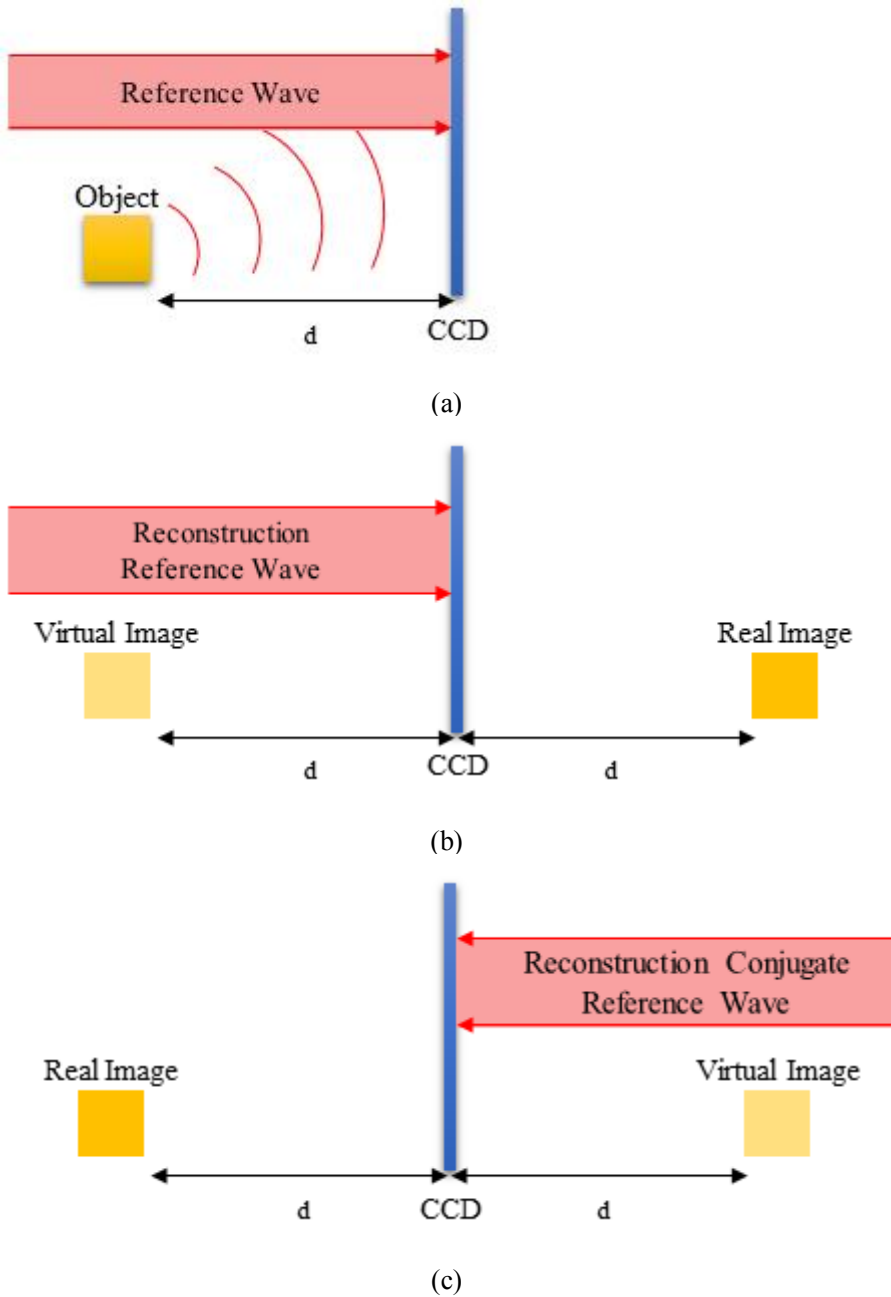 Reference Wave
Object
d
CCD
(a)
Reconstruction
Reference Wave
Virtual Image
Real Image
d
CCD
d
(b)
Reconstruction Conjugate
Reference Wave
Real Image
Virtual Image
d
CCD
d
(c)